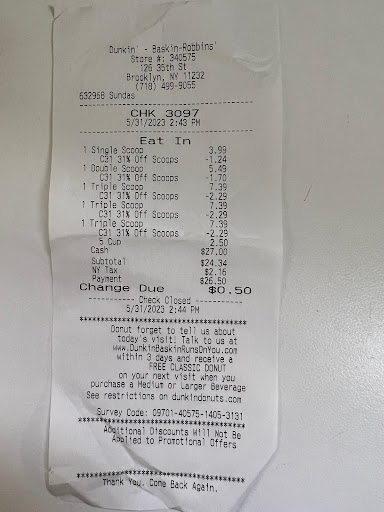 Dunkin' - Baskin-Robbins'
Store #: 340575
126 35th St
Brooklyn, NY 11232
(718) 499-9055
632958 Sundas
CHK 3097
5/31/2023 2:43 PM
Eat In
1 Single Scoop 3.99
C31 31% Off Scoops -1.24
1 Double Scoop 5.49
C31 31% Off Scoops -1.70
1 Triple Scoop 7.39
C31 31% Off Scoops -2.29
1 Triple Scoop 7.39
C31 31% Off Scoops -2.29
1 Triple Scoop 7.39
C31 31% Off Scoops -2.29
5 Cup 2.50
Cash $27.00
Subtotal $24.34
NY Tax $2.16
Payment $26.50
Change Due $0.50
---------- Check Closed ----------
5/31/2023 2:44 PM
****************************************
Donut forget to tell us about
today's visit! Talk to us at
www.DunkinBaskinRunsOnYou.com
within 3 days and receive a
FREE CLASSIC DONUT
on your next visit when you
purchase a Medium or Larger Beverage
See restrictions on dunkindonuts.com
Survey Code: 09701-40575-1405-3131
****************************************
Additional Discounts Will Not Be
Applied to Promotional Offers
****************************************
Thank You. Come Back Again.